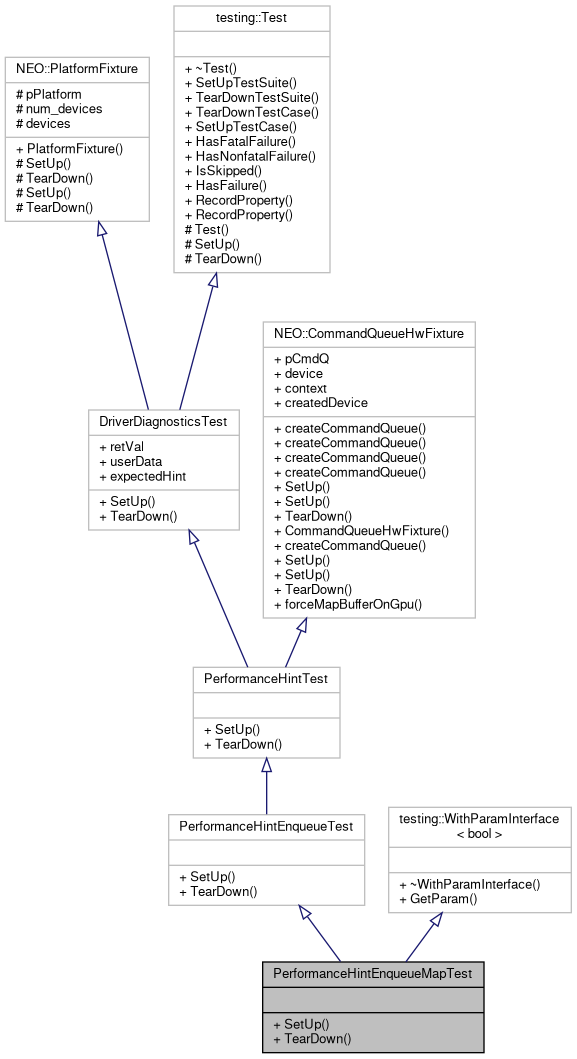 testing::Test
+ ~Test()
+ SetUpTestSuite()
+ TearDownTestSuite()
+ TearDownTestCase()
+ SetUpTestCase()
+ HasFatalFailure()
+ HasNonfatalFailure()
+ IsSkipped()
+ HasFailure()
+ RecordProperty()
+ RecordProperty()
# Test()
# SetUp()
# TearDown()
NEO::PlatformFixture
# pPlatform
# num_devices
# devices
+ PlatformFixture()
# SetUp()
# TearDown()
# SetUp()
# TearDown()
NEO::CommandQueueHwFixture
+ pCmdQ
+ device
+ context
+ createdDevice
+ createCommandQueue()
+ createCommandQueue()
+ createCommandQueue()
+ createCommandQueue()
+ SetUp()
+ SetUp()
+ TearDown()
+ CommandQueueHwFixture()
+ createCommandQueue()
+ SetUp()
+ SetUp()
+ TearDown()
+ forceMapBufferOnGpu()
DriverDiagnosticsTest
+ retVal
+ userData
+ expectedHint
+ SetUp()
+ TearDown()
PerformanceHintTest
+ SetUp()
+ TearDown()
PerformanceHintEnqueueTest
+ SetUp()
+ TearDown()
testing::WithParamInterface
< bool >
+ ~WithParamInterface()
+ GetParam()
PerformanceHintEnqueueMapTest
+ SetUp()
+ TearDown()